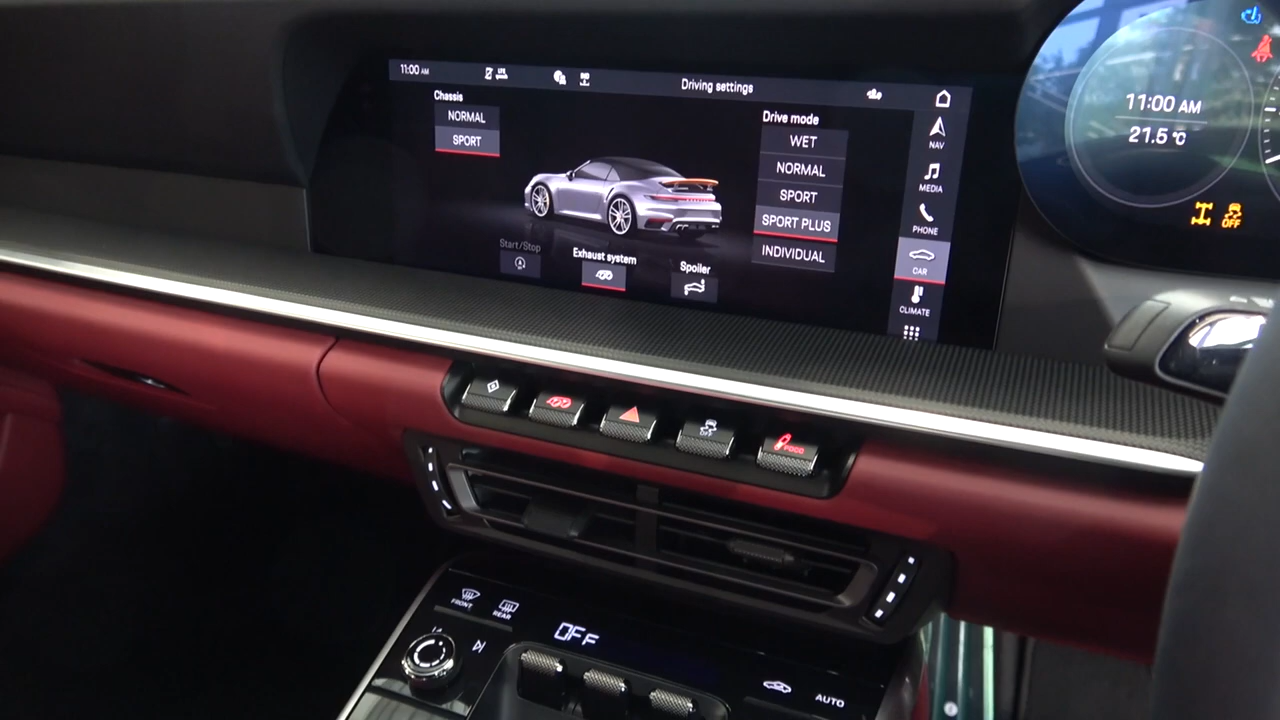 11:00 AM
Driving settings
Chassis
NORMAL
SPORT
Drive mode
WET
NORMAL
SPORT
SPORT PLUS
INDIVIDUAL
Start/Stop
Exhaust system
Spoiler
NAV
MEDIA
PHONE
CAR
CLIMATE
11:00 AM
21.5 °C
OFF
OFF
FRONT
REAR
OFF
AUTO